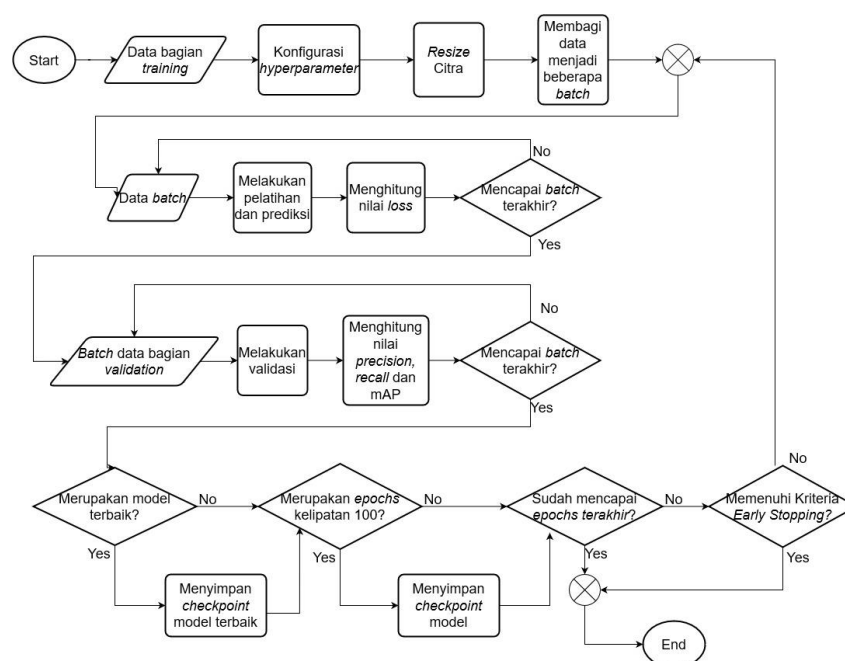 Start
Data bagian
training
Konfigurasi
hyperparameter
Resize
Citra
Membagi
data
menjadi
beberapa
batch
No
Data batch
Melakukan
pelatihan
dan prediksi
Menghitung
nilai loss
Mencapai batch
terakhir?
Yes
No
Batch data bagian
validation
Melakukan
validasi
Menghitung
nilai
precision,
recall dan
mAP
Mencapai batch
terakhir?
Yes
Merupakan model
terbaik?
No
Merupakan epochs
kelipatan 100?
No
Sudah mencapai
epochs terakhir?
No
No
Memenuhi Kriteria
Early Stopping?
Yes
Yes
Yes
Yes
Menyimpan
checkpoint
model terbaik
Menyimpan
checkpoint
model
End